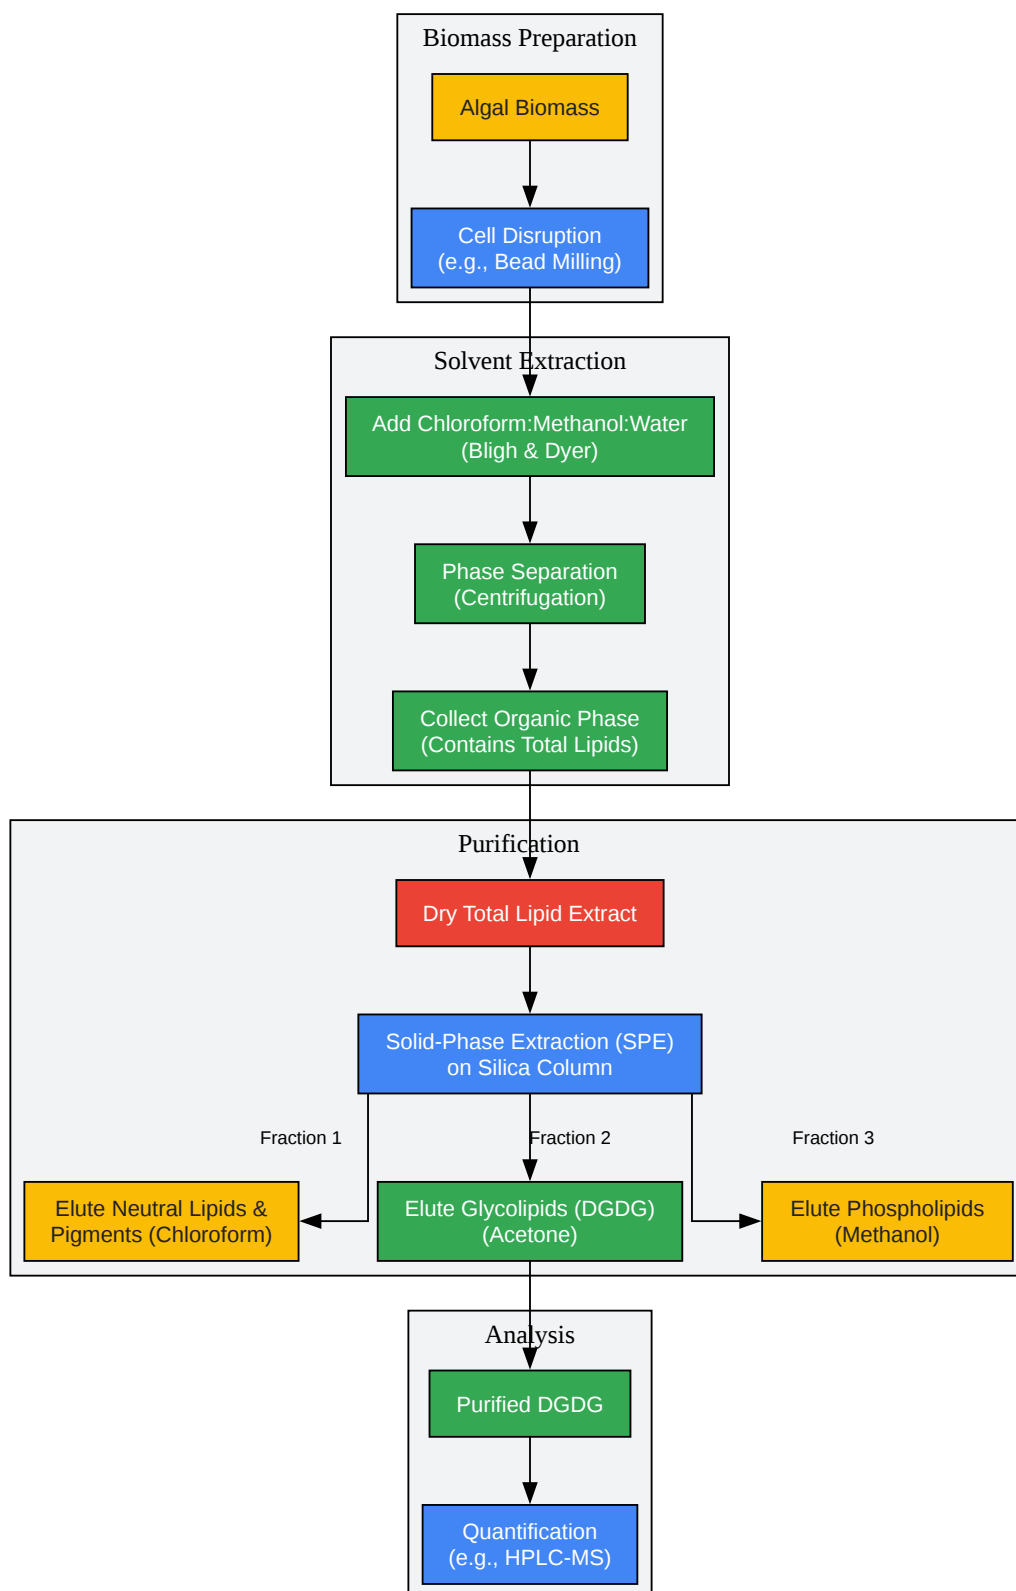 Biomass Preparation
Algal Biomass
Cell Disruption
(e.g., Bead Milling)
Solvent Extraction
Add Chloroform:Methanol:Water
(Bligh & Dyer)
Phase Separation
(Centrifugation)
Collect Organic Phase
(Contains Total Lipids)
Purification
Dry Total Lipid Extract
Solid-Phase Extraction (SPE)
on Silica Column
Fraction 1
Fraction 2
Fraction 3
Elute Neutral Lipids &
Pigments (Chloroform)
Elute Glycolipids (DGDG)
(Acetone)
Elute Phospholipids
(Methanol)
Analysis
Purified DGDG
Quantification
(e.g., HPLC-MS)